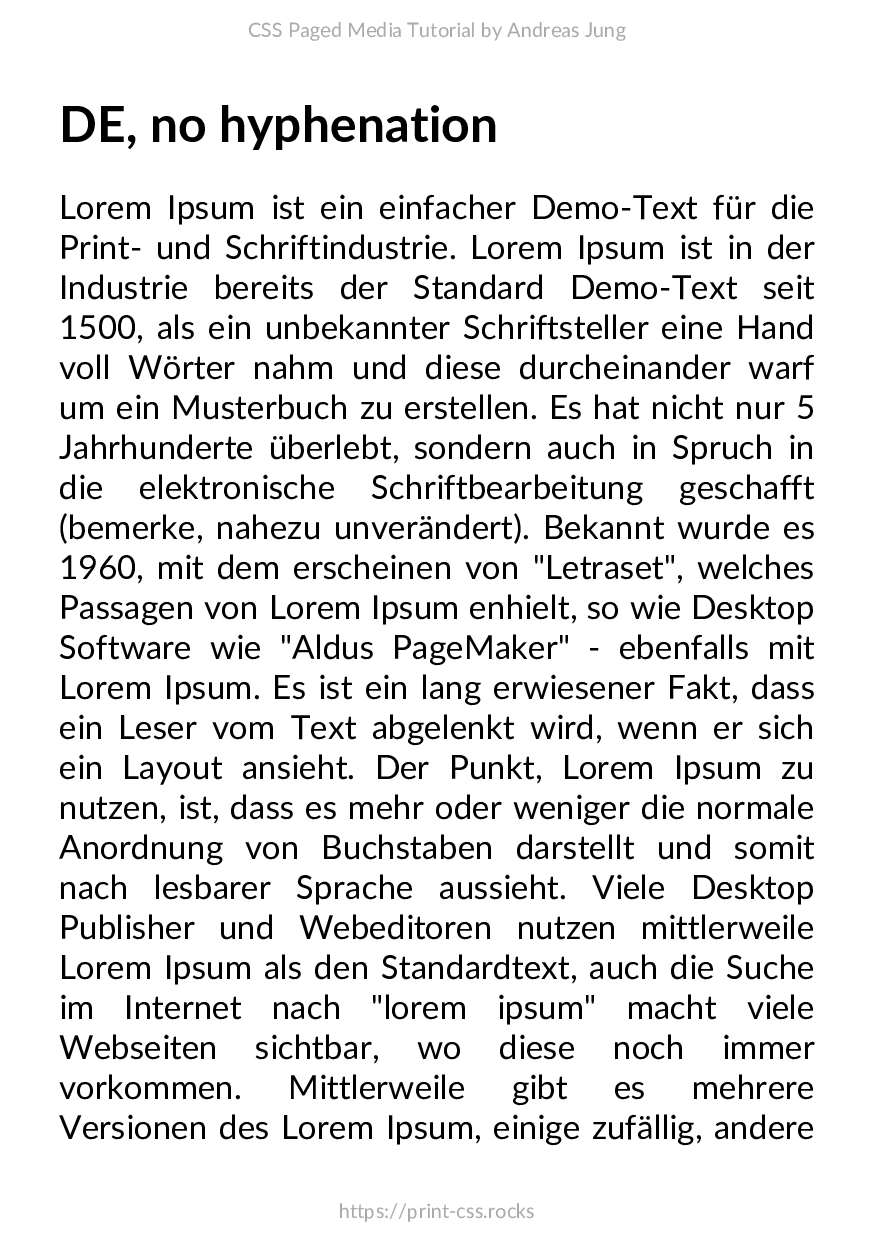 CSS Paged Media Tutorial by Andreas Jung
DE, no hyphenation
Lorem Ipsum ist ein einfacher Demo-Text für die
Print- und Schriftindustrie. Lorem Ipsum ist in der
Industrie bereits der Standard Demo-Text seit
1500, als ein unbekannter Schriftsteller eine Hand
voll Wörter nahm und diese durcheinander warf
um ein Musterbuch zu erstellen. Es hat nicht nur 5
Jahrhunderte überlebt, sondern auch in Spruch in
die elektronische Schriftbearbeitung geschafft
(bemerke, nahezu unverändert). Bekannt wurde es
1960, mit dem erscheinen von "Letraset", welches
Passagen von Lorem Ipsum enhielt, so wie Desktop
Software wie "Aldus PageMaker" - ebenfalls mit
Lorem Ipsum. Es ist ein lang erwiesener Fakt, dass
ein Leser vom Text abgelenkt wird, wenn er sich
ein Layout ansieht. Der Punkt, Lorem Ipsum zu
nutzen, ist, dass es mehr oder weniger die normale
Anordnung von Buchstaben darstellt und somit
nach lesbarer Sprache aussieht. Viele Desktop
Publisher und Webeditoren nutzen mittlerweile
Lorem Ipsum als den Standardtext, auch die Suche
im Internet nach "lorem ipsum" macht viele
Webseiten sichtbar, wo diese noch immer
vorkommen. Mittlerweile gibt es mehrere
Versionen des Lorem Ipsum, einige zufällig, andere
https://print-css.rocks